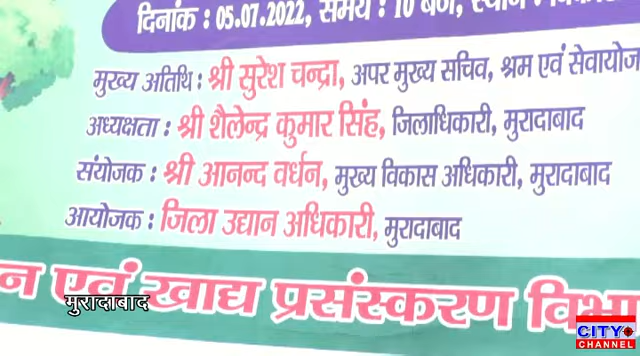 दिनांक : 05.07.2022, समय : 10 बजे, स्थान :
मुख्य अतिथि : श्री सुरेश चन्द्रा, अपर मुख्य सचिव, श्रम एवं
अध्यक्षता : श्री शैलेन्द्र कुमार सिंह, जिलाधिकारी, मुरादाबाद
संयोजक : श्री आनन्द वर्धन, मुख्य विकास अधिकारी, मुरादाबाद
आयोजक : जिला उद्यान अधिकारी, मुरादाबाद
एवं खाद्य प्रसंस्करण
मुरादाबाद
CITY
CHANNEL